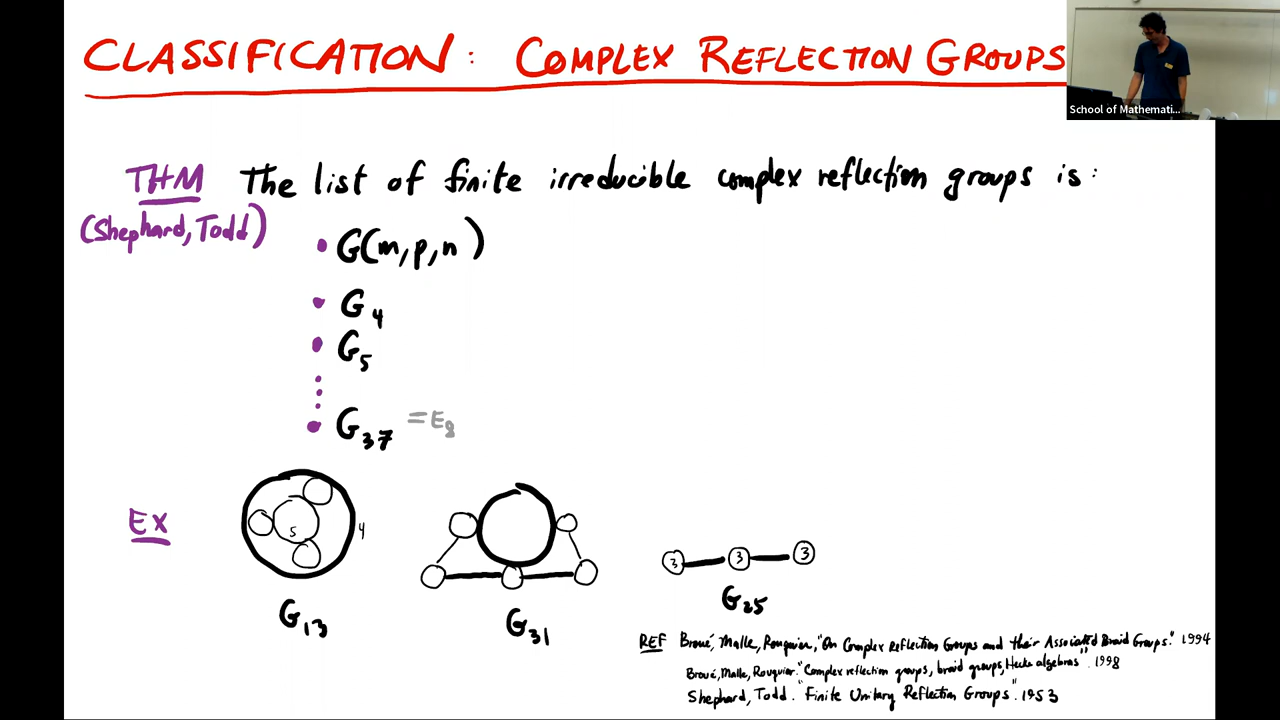 CLASSIFICATION: COMPLEX REFLECTION GROUPS
School of Mathemati...
THM The list of finite irreducible complex reflection groups is:
(Shephard, Todd)
• G(m,p,n)
• G₄
• G₅
⋮
• G₃₇ = E₈
EX
5 4
G₁₃
G₃₁
3 3 3
G₂₅
REF Broué, Malle, Rouquier, "On Complex Reflection Groups and their Associated Braid Groups." 1994
Broué, Malle, Rouquier. "Complex reflection groups, braid groups, Hecke algebras". 1998
Shephard, Todd. "Finite Unitary Reflection Groups". 1953